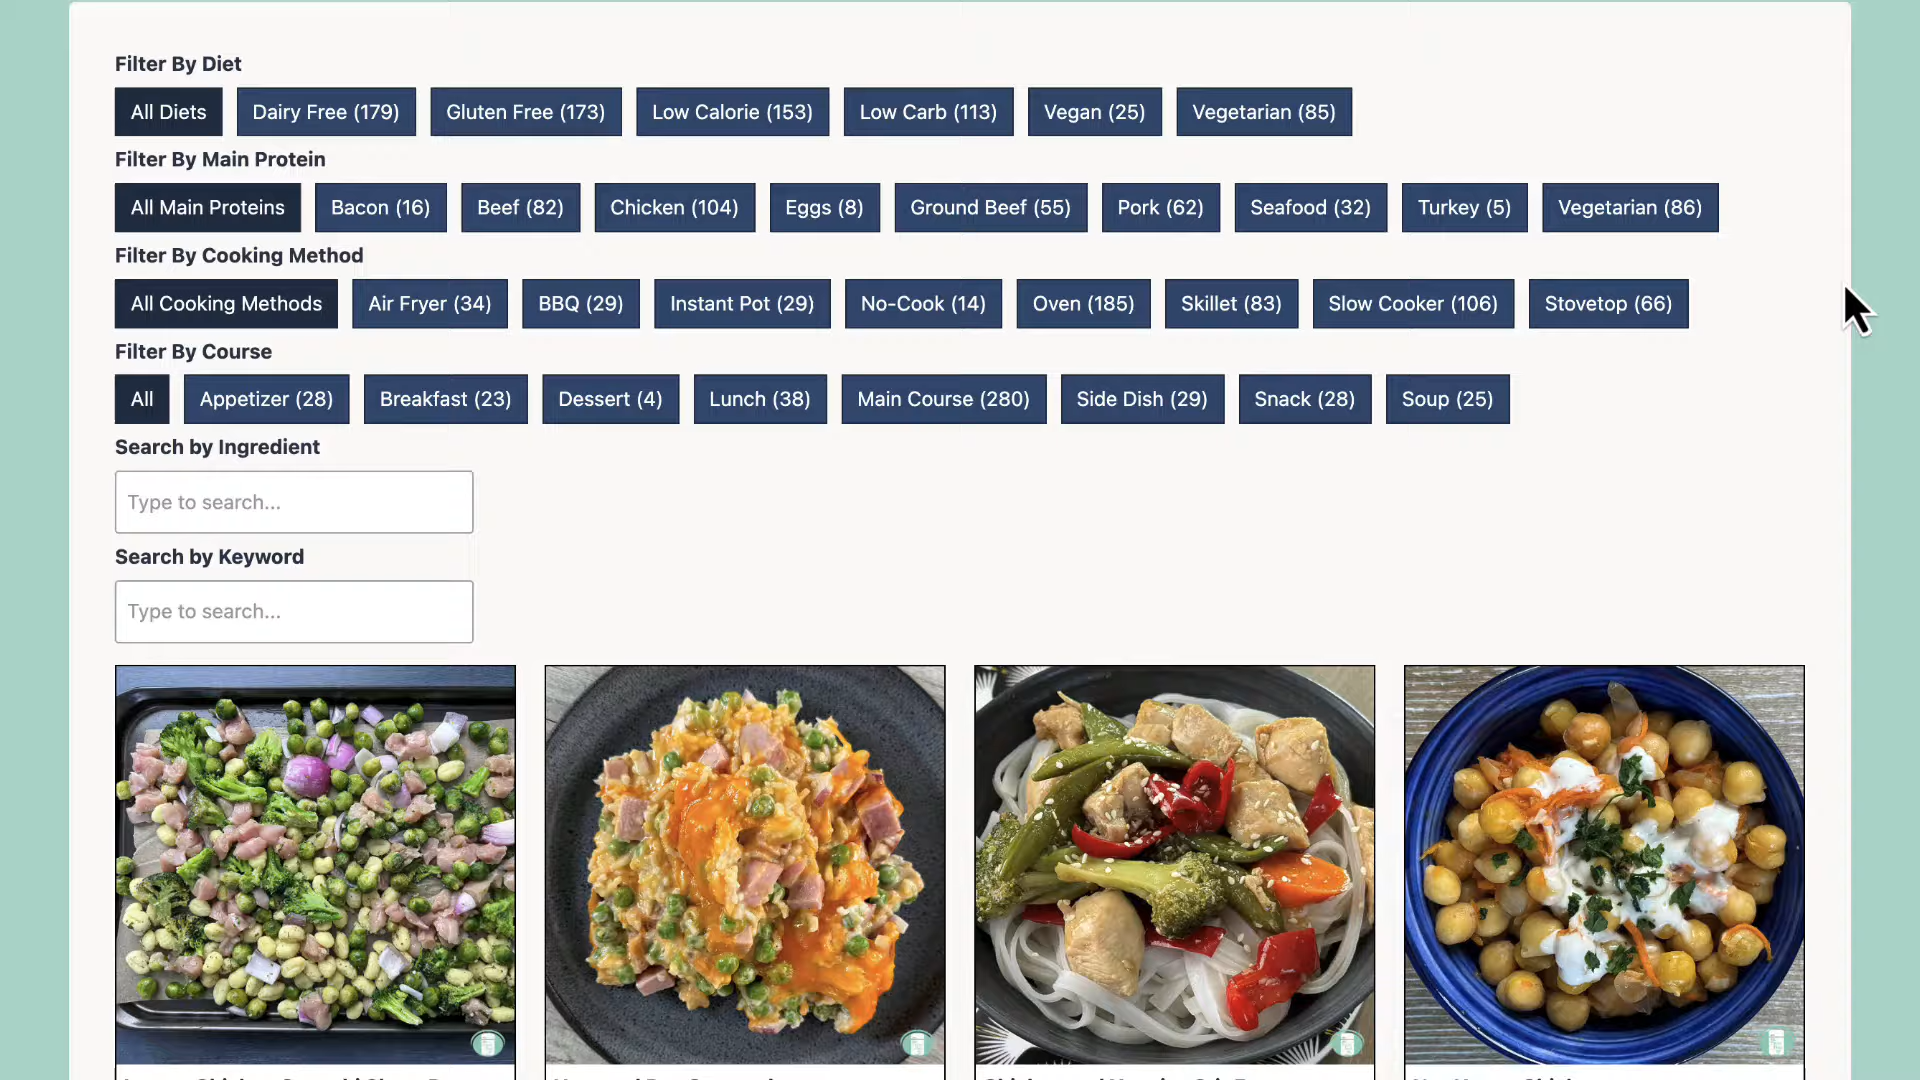 Filter By Diet
All Diets Dairy Free (179) Gluten Free (173) Low Calorie (153) Low Carb (113) Vegan (25) Vegetarian (85)
Filter By Main Protein
All Main Proteins Bacon (16) Beef (82) Chicken (104) Eggs (8) Ground Beef (55) Pork (62) Seafood (32) Turkey (5) Vegetarian (86)
Filter By Cooking Method
All Cooking Methods Air Fryer (34) BBQ (29) Instant Pot (29) No-Cook (14) Oven (185) Skillet (83) Slow Cooker (106) Stovetop (66)
Filter By Course
All Appetizer (28) Breakfast (23) Dessert (4) Lunch (38) Main Course (280) Side Dish (29) Snack (28) Soup (25)
Search by Ingredient
Type to search...
Search by Keyword
Type to search...